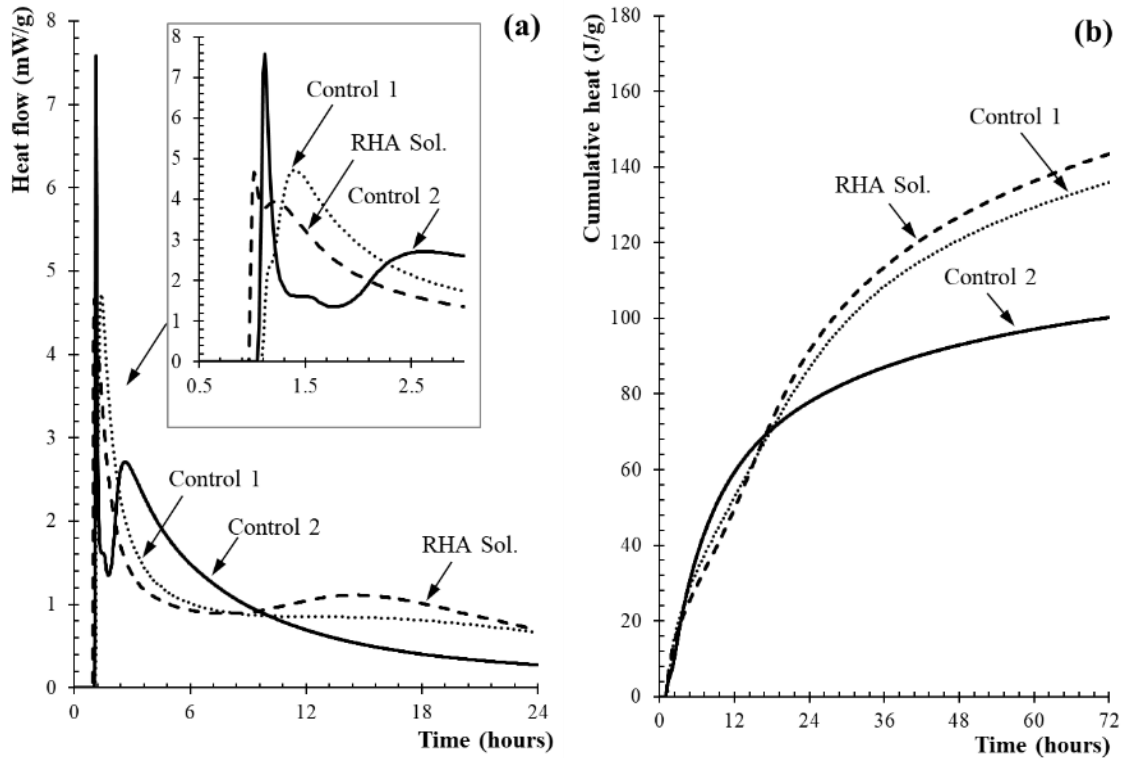 (a)
Heat flow (mW/g)
8
7
6
5
4
3
2
1
0
0
6
12
18
24
Time (hours)
Control 1
Control 2
RHA Sol.
8
7
6
5
4
3
2
1
0
0.5
1.5
2.5
Control 1
RHA Sol.
Control 2
(b)
Cumulative heat (J/g)
180
160
140
120
100
80
60
40
20
0
0
12
24
36
48
60
72
Time (hours)
Control 1
RHA Sol.
Control 2